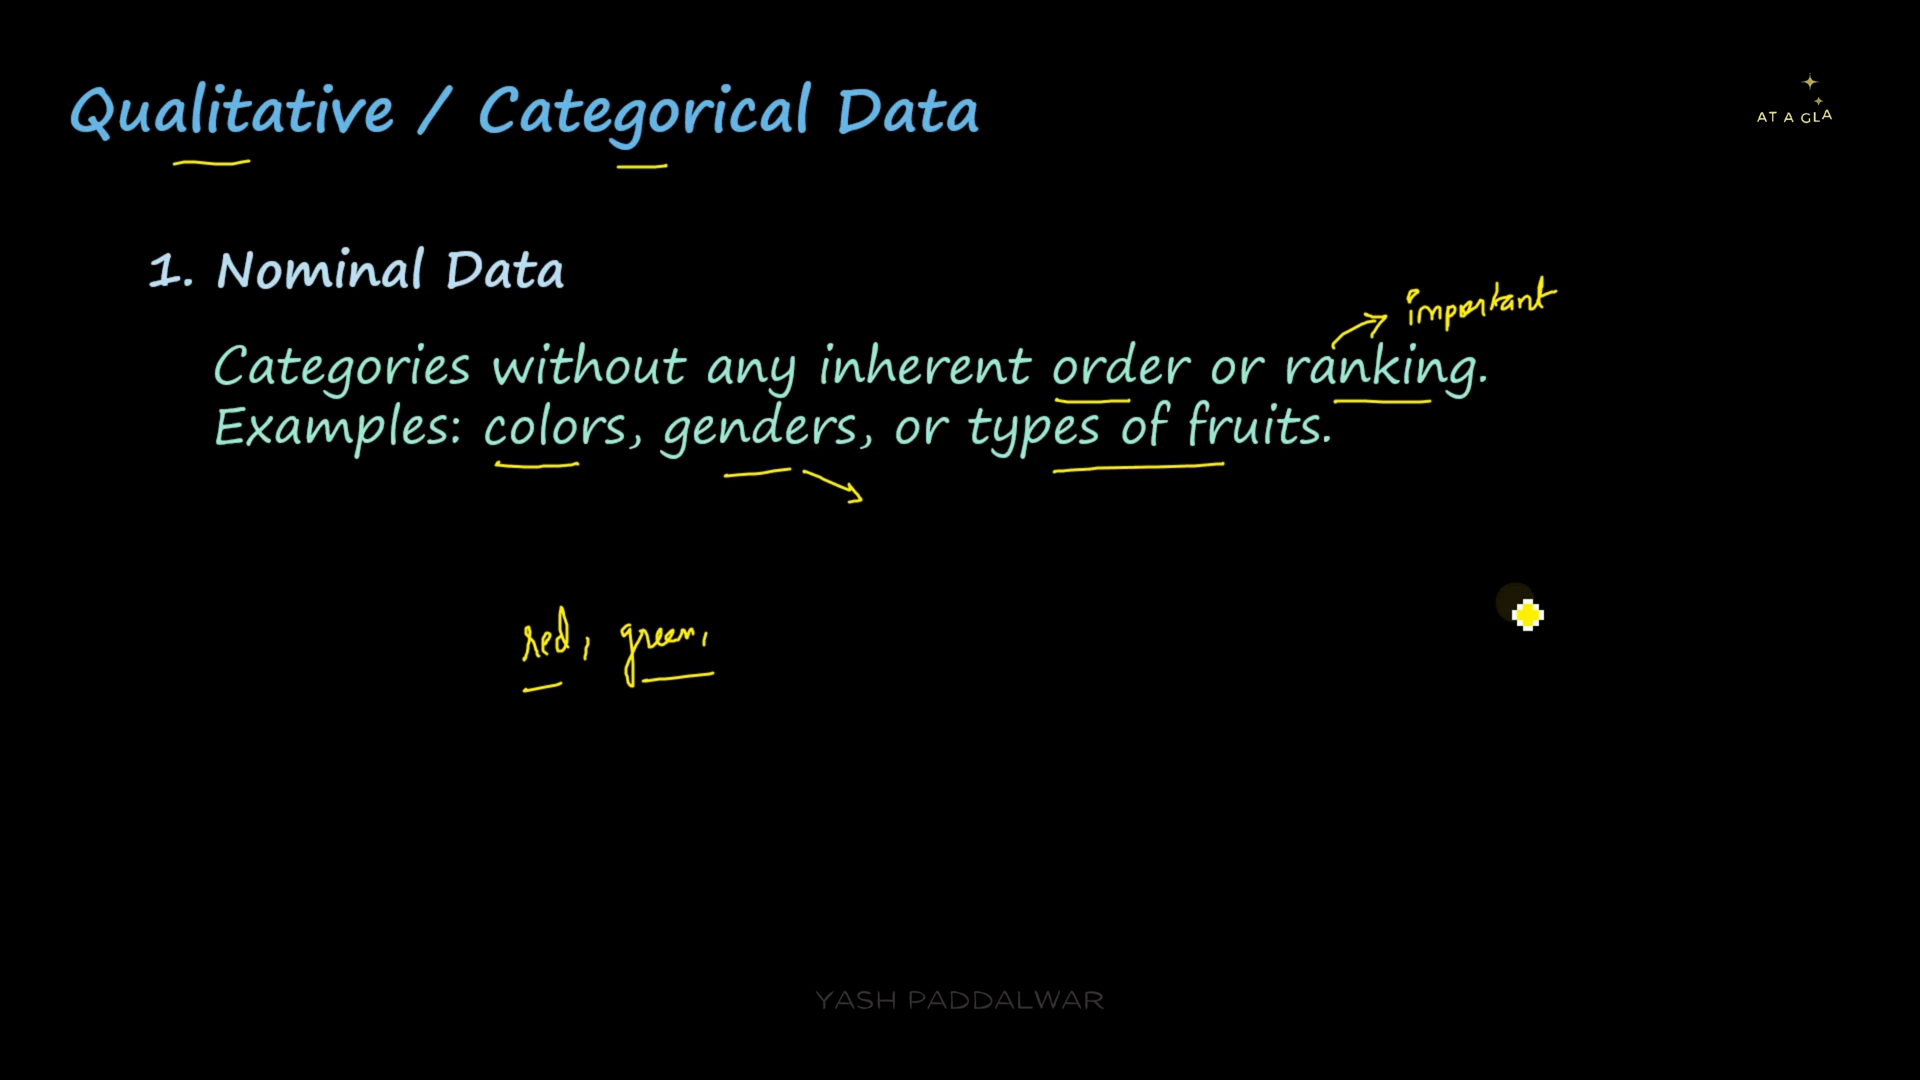 Qualitative / Categorical Data
AT A GLA
1. Nominal Data
important
Categories without any inherent order or ranking.
Examples: colors, genders, or types of fruits.
red, green,
YASH PADDALWAR